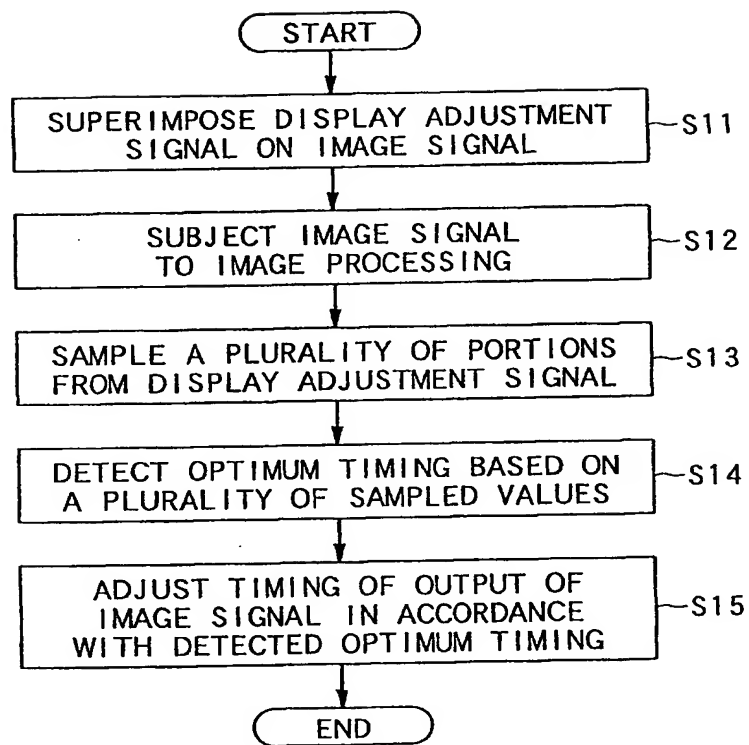 START
SUPERIMPOSE DISPLAY ADJUSTMENT
SIGNAL ON IMAGE SIGNAL
S11
SUBJECT IMAGE SIGNAL
TO IMAGE PROCESSING
S12
SAMPLE A PLURALITY OF PORTIONS
FROM DISPLAY ADJUSTMENT SIGNAL
S13
DETECT OPTIMUM TIMING BASED ON
A PLURALITY OF SAMPLED VALUES
S14
ADJUST TIMING OF OUTPUT OF
IMAGE SIGNAL IN ACCORDANCE
WITH DETECTED OPTIMUM TIMING
S15
END